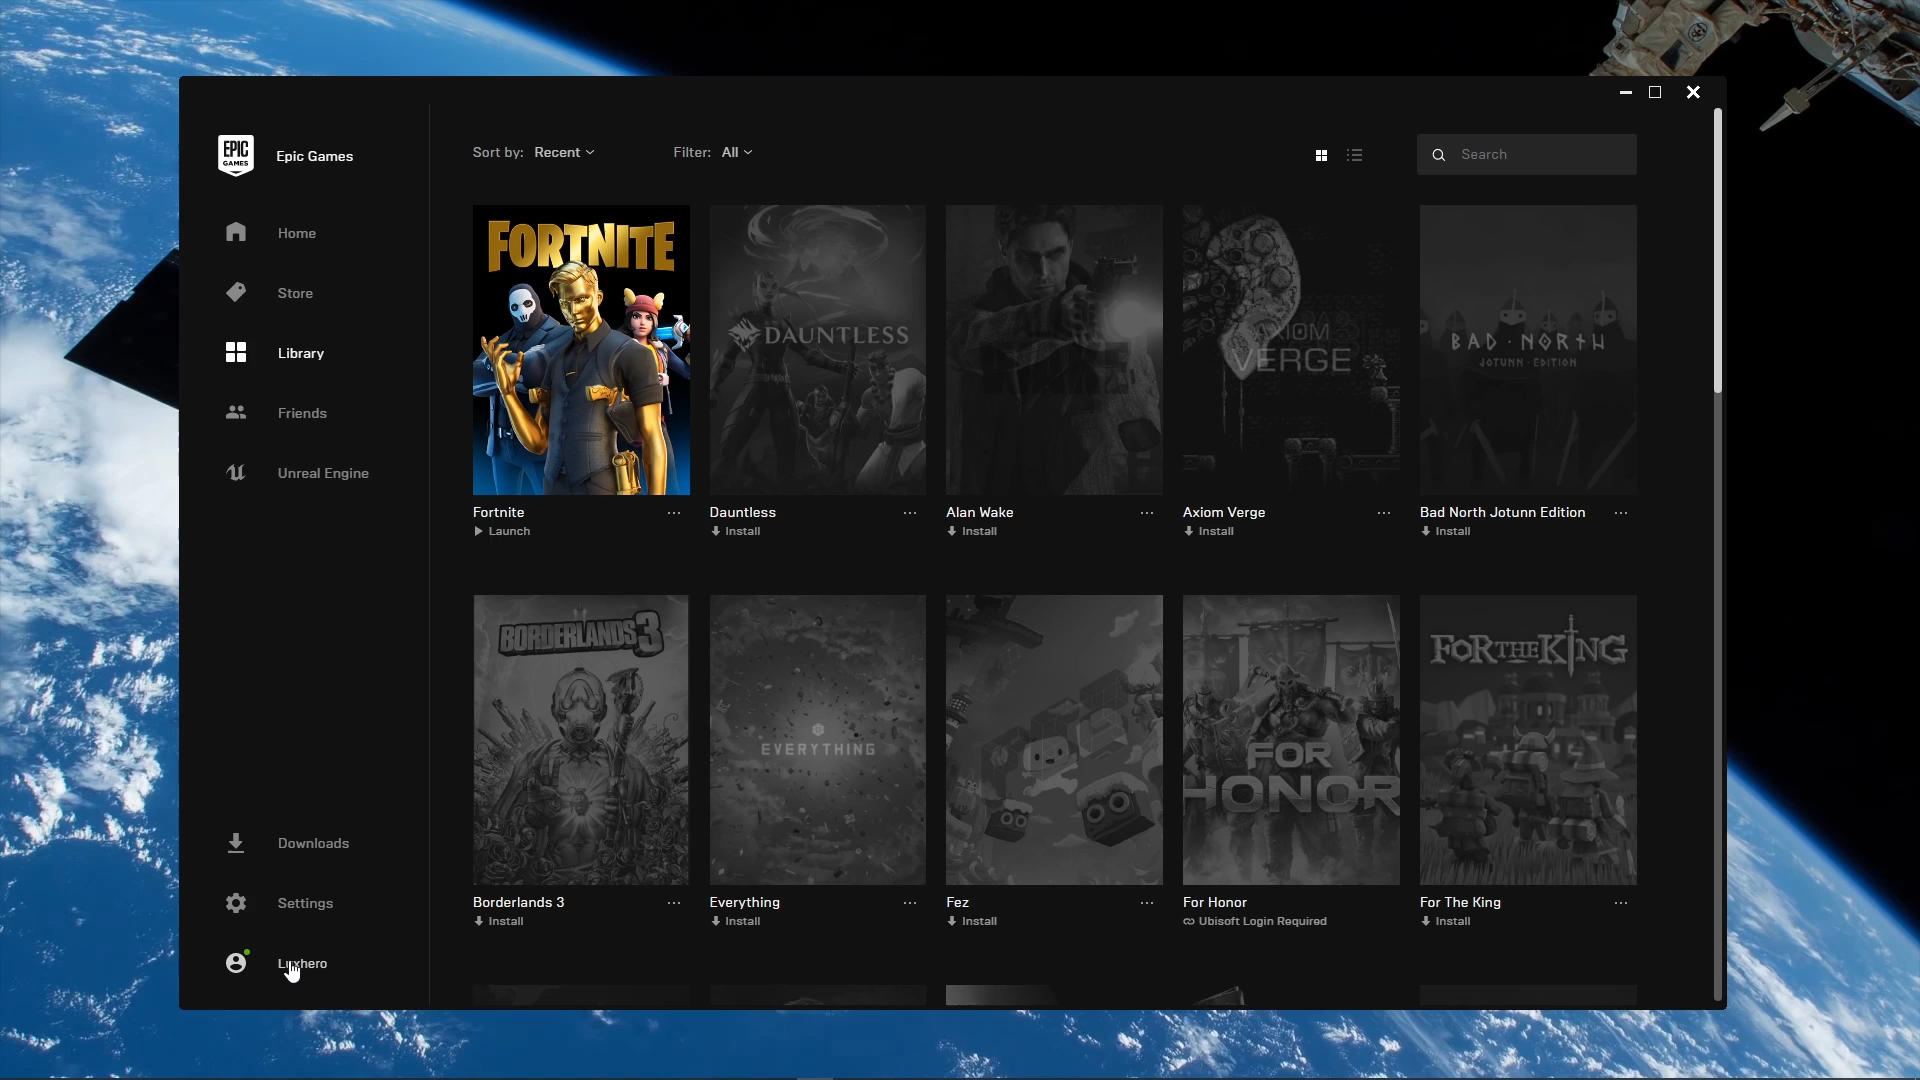 EPIC
GAMES
Epic Games
Home
Store
Library
Friends
Unreal Engine
Downloads
Settings
Luxhero
Sort by: Recent
Filter: All
Search
FORTNITE
DAUNTLESS
AXIOM
VERGE
BAD · NORTH
JOTUNN · EDITION
Fortnite ...
Launch
Dauntless ...
Install
Alan Wake ...
Install
Axiom Verge ...
Install
Bad North Jotunn Edition ...
Install
BORDERLANDS 3
EVERYTHING
FOR
HONOR
FOR THE KING
Borderlands 3 ...
Install
Everything ...
Install
Fez ...
Install
For Honor
Ubisoft Login Required
For The King ...
Install